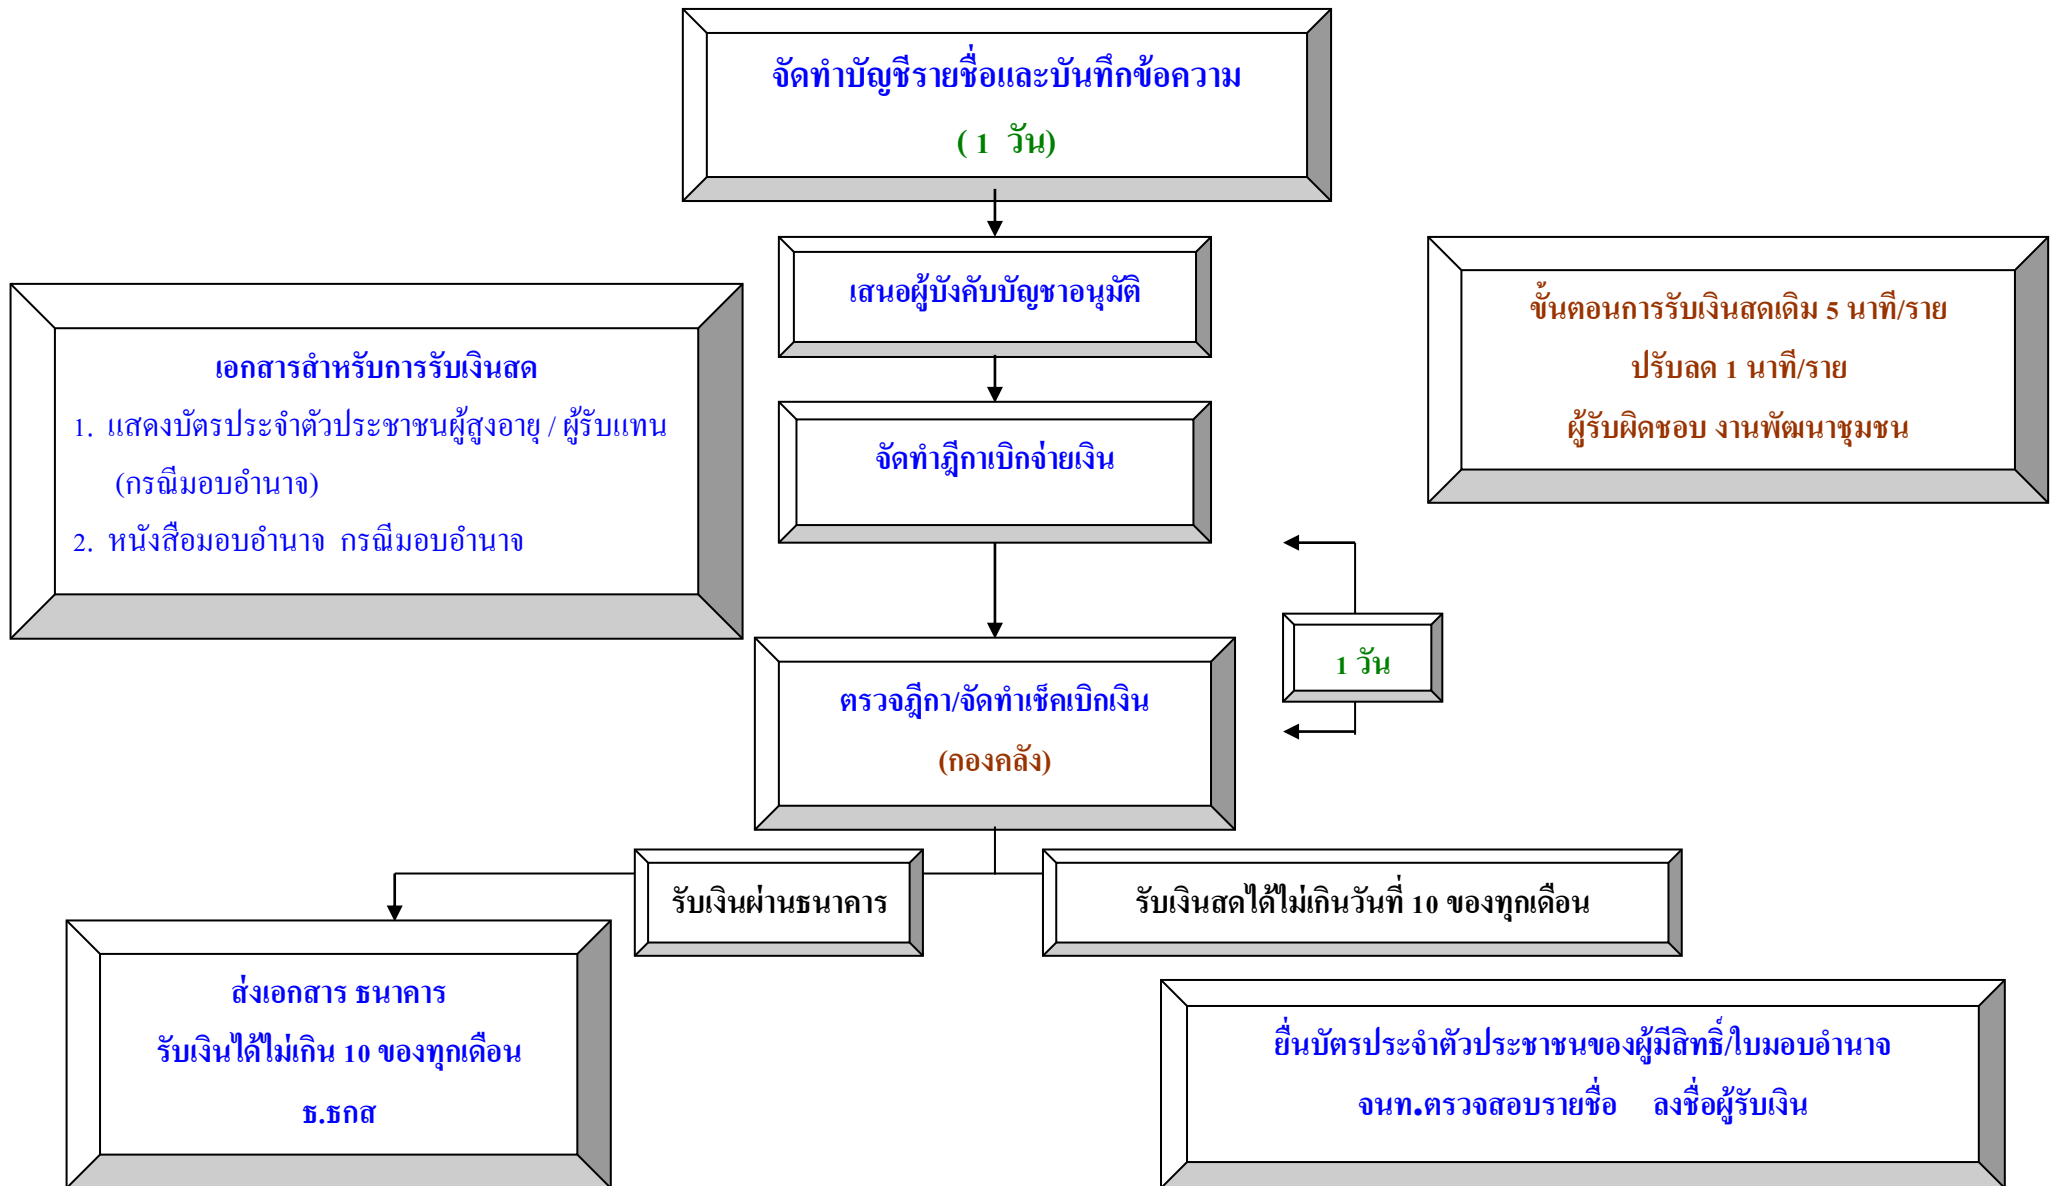 จัดทำบัญชีรายชื่อและบันทึกข้อความ
( 1 วัน)
เสนอผู้บังคับบัญชาอนุมัติ
ขั้นตอนการรับเงินสดเดิม 5 นาที/ราย
ปรับลด 1 นาที/ราย
ผู้รับผิดชอบ งานพัฒนาชุมชน
เอกสารสำหรับการรับเงินสด
1. แสดงบัตรประจำตัวประชาชนผู้สูงอายุ / ผู้รับแทน
(กรณีมอบอำนาจ)
2. หนังสือมอบอำนาจ กรณีมอบอำนาจ
จัดทำฎีกาเบิกจ่ายเงิน
1 วัน
ตรวจฎีกา/จัดทำเช็คเบิกเงิน
(กองคลัง)
รับเงินผ่านธนาคาร
รับเงินสดได้ไม่เกินวันที่ 10 ของทุกเดือน
ส่งเอกสาร ธนาคาร
รับเงินได้ไม่เกิน 10 ของทุกเดือน
ธ.ธกส
ยื่นบัตรประจำตัวประชาชนของผู้มีสิทธิ์/ใบมอบอำนาจ
จนท.ตรวจสอบรายชื่อ ลงชื่อผู้รับเงิน